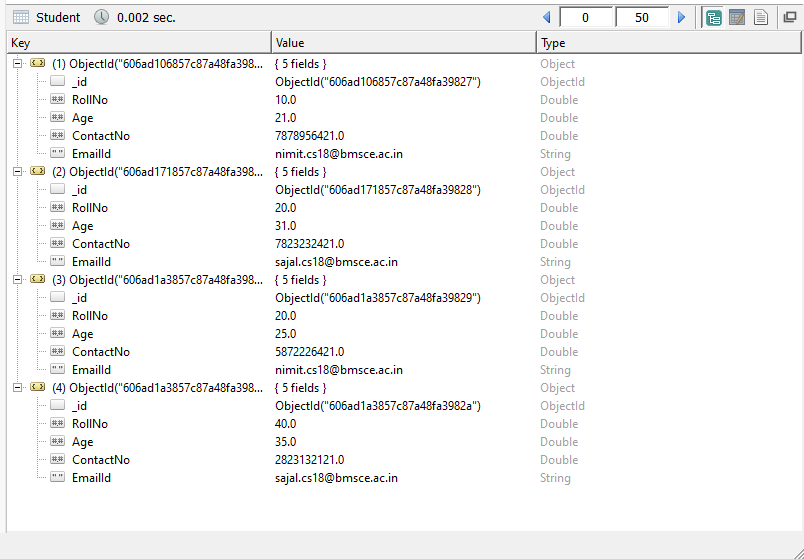 Student 0.002 sec. 0 50
Key Value Type
(1) ObjectId("606ad106857c87a48fa398... { 5 fields } Object
_id ObjectId("606ad106857c87a48fa39827") ObjectId
#.# RollNo 10.0 Double
#.# Age 21.0 Double
#.# ContactNo 7878956421.0 Double
" " EmailId nimit.cs18@bmsce.ac.in String
(2) ObjectId("606ad171857c87a48fa398... { 5 fields } Object
_id ObjectId("606ad171857c87a48fa39828") ObjectId
#.# RollNo 20.0 Double
#.# Age 31.0 Double
#.# ContactNo 7823232421.0 Double
" " EmailId sajal.cs18@bmsce.ac.in String
(3) ObjectId("606ad1a3857c87a48fa398... { 5 fields } Object
_id ObjectId("606ad1a3857c87a48fa39829") ObjectId
#.# RollNo 20.0 Double
#.# Age 25.0 Double
#.# ContactNo 5872226421.0 Double
" " EmailId nimit.cs18@bmsce.ac.in String
(4) ObjectId("606ad1a3857c87a48fa398... { 5 fields } Object
_id ObjectId("606ad1a3857c87a48fa3982a") ObjectId
#.# RollNo 40.0 Double
#.# Age 35.0 Double
#.# ContactNo 2823132121.0 Double
" " EmailId sajal.cs18@bmsce.ac.in String